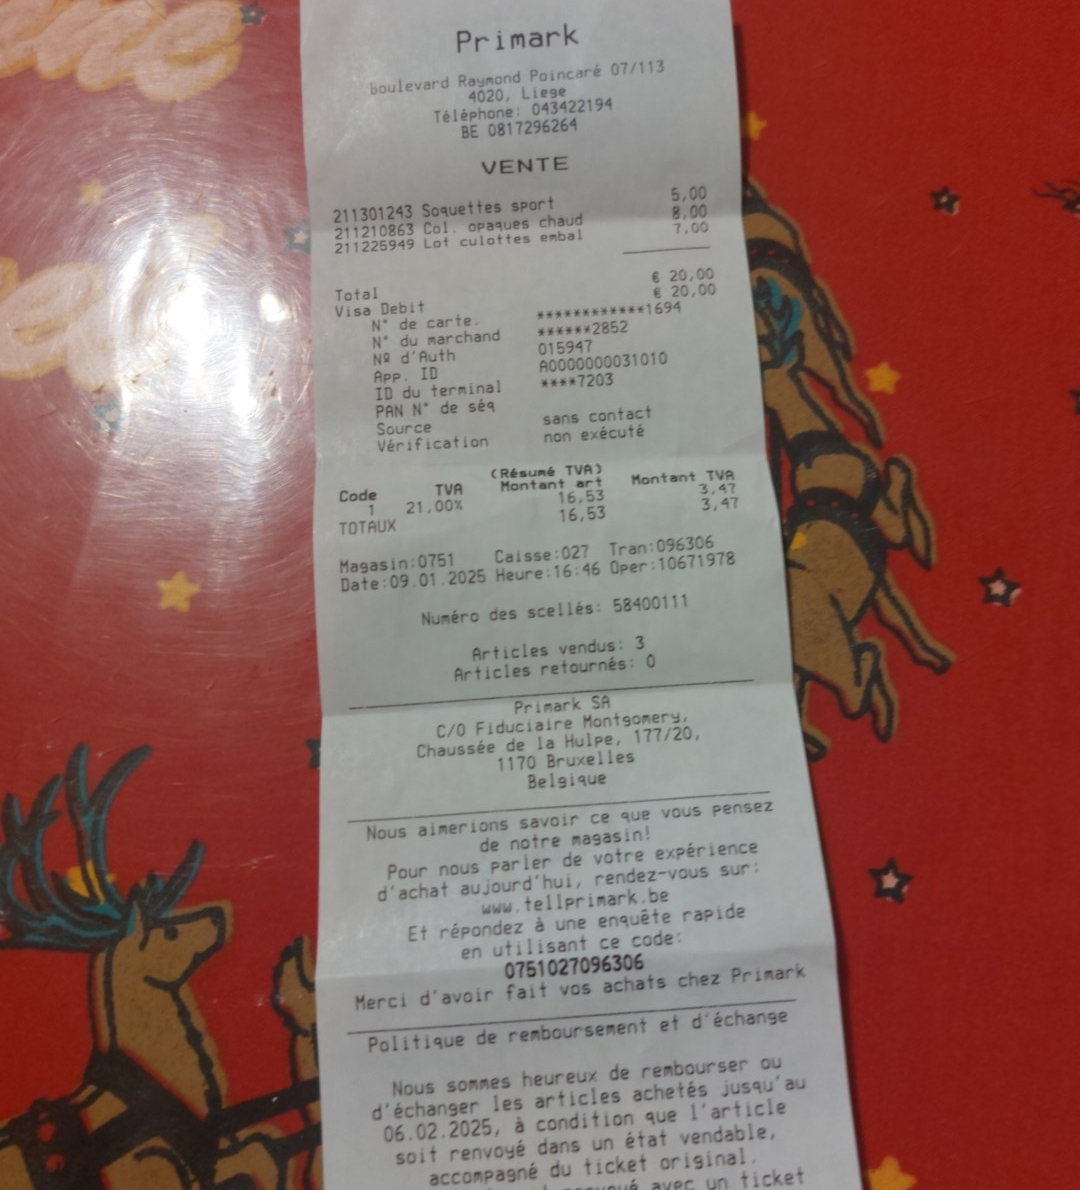 Primark
Boulevard Raymond Poincaré 07/113
4020, Liege
Téléphone: 043422194
BE 0817296264
VENTE
211301243 Soquettes sport 5,00
211210863 Col. opaques chaud 8,00
211225949 Lot culottes embal 7,00
Total € 20,00
Visa Debit € 20,00
N° de carte. ************1694
N° du marchand ******2852
Nº d'Auth 015947
App. ID A0000000031010
ID du terminal ****7203
PAN N° de séq
Source sans contact
Vérification non exécuté
(Résumé TVA)
Code TVA Montant art Montant TVA
1 21,00% 16,53 3,47
TOTAUX 16,53 3,47
Magasin:0751 Caisse:027 Tran:096306
Date:09.01.2025 Heure:16:46 Oper:10671978
Numéro des scellés: 58400111
Articles vendus: 3
Articles retournés: 0
Primark SA
C/O Fiduciaire Montgomery,
Chaussée de la Hulpe, 177/20,
1170 Bruxelles
Belgique
Nous aimerions savoir ce que vous pensez
de notre magasin!
Pour nous parler de votre expérience
d'achat aujourd'hui, rendez-vous sur:
www.tellprimark.be
Et répondez à une enquête rapide
en utilisant ce code:
0751027096306
Merci d'avoir fait vos achats chez Primark
Politique de remboursement et d'échange
Nous sommes heureux de rembourser ou
d'échanger les articles achetés jusqu'au
06.02.2025, à condition que l'article
soit renvoyé dans un état vendable,
accompagné du ticket original.
avec un ticket